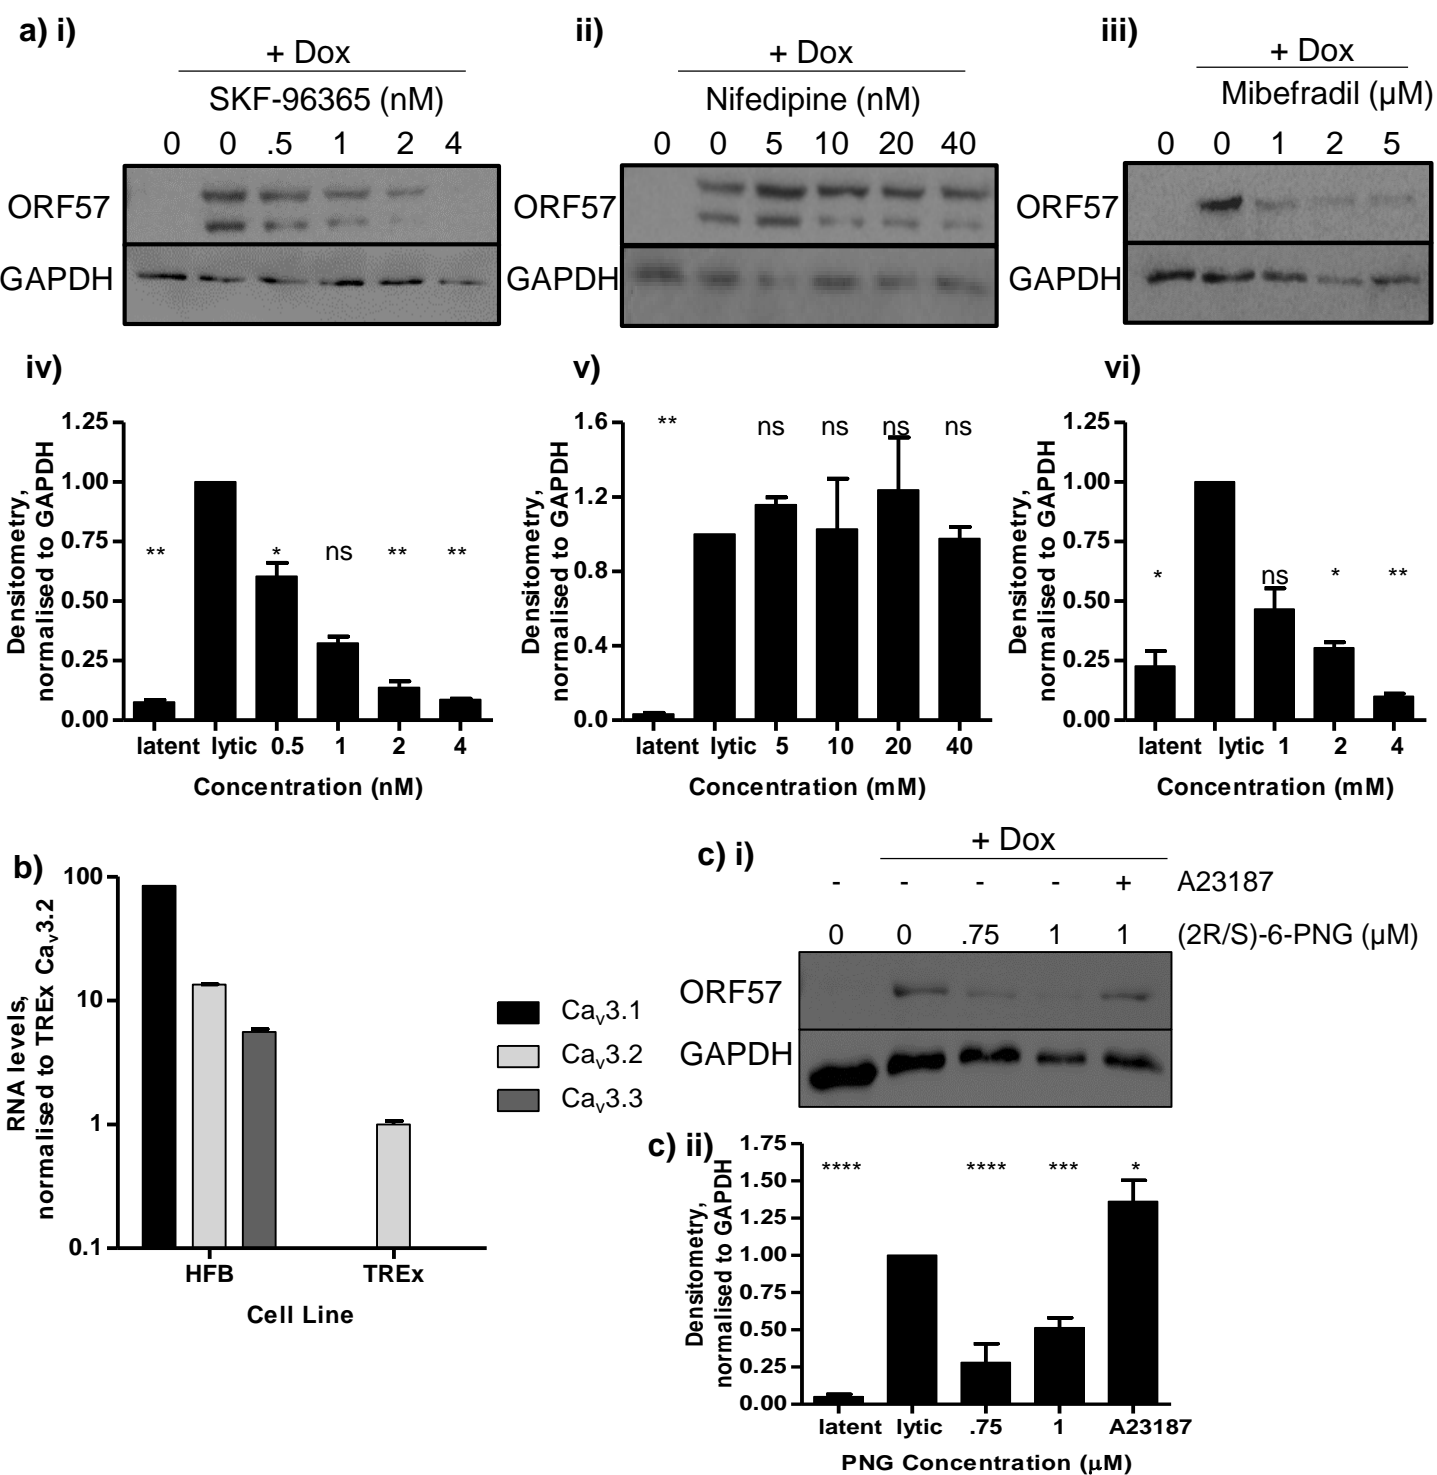 a) i)
+ Dox
SKF-96365 (nM)
0 0 .5 1 2 4
ORF57
GAPDH
ii)
+ Dox
Nifedipine (nM)
0 0 5 10 20 40
ORF57
GAPDH
iii)
+ Dox
Mibefradil (µM)
0 0 1 2 5
ORF57
GAPDH
iv)
Densitometry,
normalised to GAPDH
1.25
1.00
0.75
0.50
0.25
0.00
** * ns ** **
latent lytic 0.5 1 2 4
Concentration (nM)
v)
Densitometry,
normalised to GAPDH
1.6
1.2
0.8
0.4
0.0
** ns ns ns ns
latent lytic 5 10 20 40
Concentration (mM)
vi)
Densitometry,
normalised to GAPDH
1.25
1.00
0.75
0.50
0.25
0.00
* ns * **
latent lytic 1 2 4
Concentration (mM)
b)
RNA levels,
normalised to TREx Cav3.2
100
10
1
0.1
HFB TREx
Cell Line
Cav3.1
Cav3.2
Cav3.3
c) i)
+ Dox
- - - - + A23187
0 0 .75 1 1 (2R/S)-6-PNG (µM)
ORF57
GAPDH
c) ii)
Densitometry,
normalised to GAPDH
1.75
1.50
1.25
1.00
0.75
0.50
0.25
0.00
**** **** *** *
latent lytic .75 1 A23187
PNG Concentration (µM)